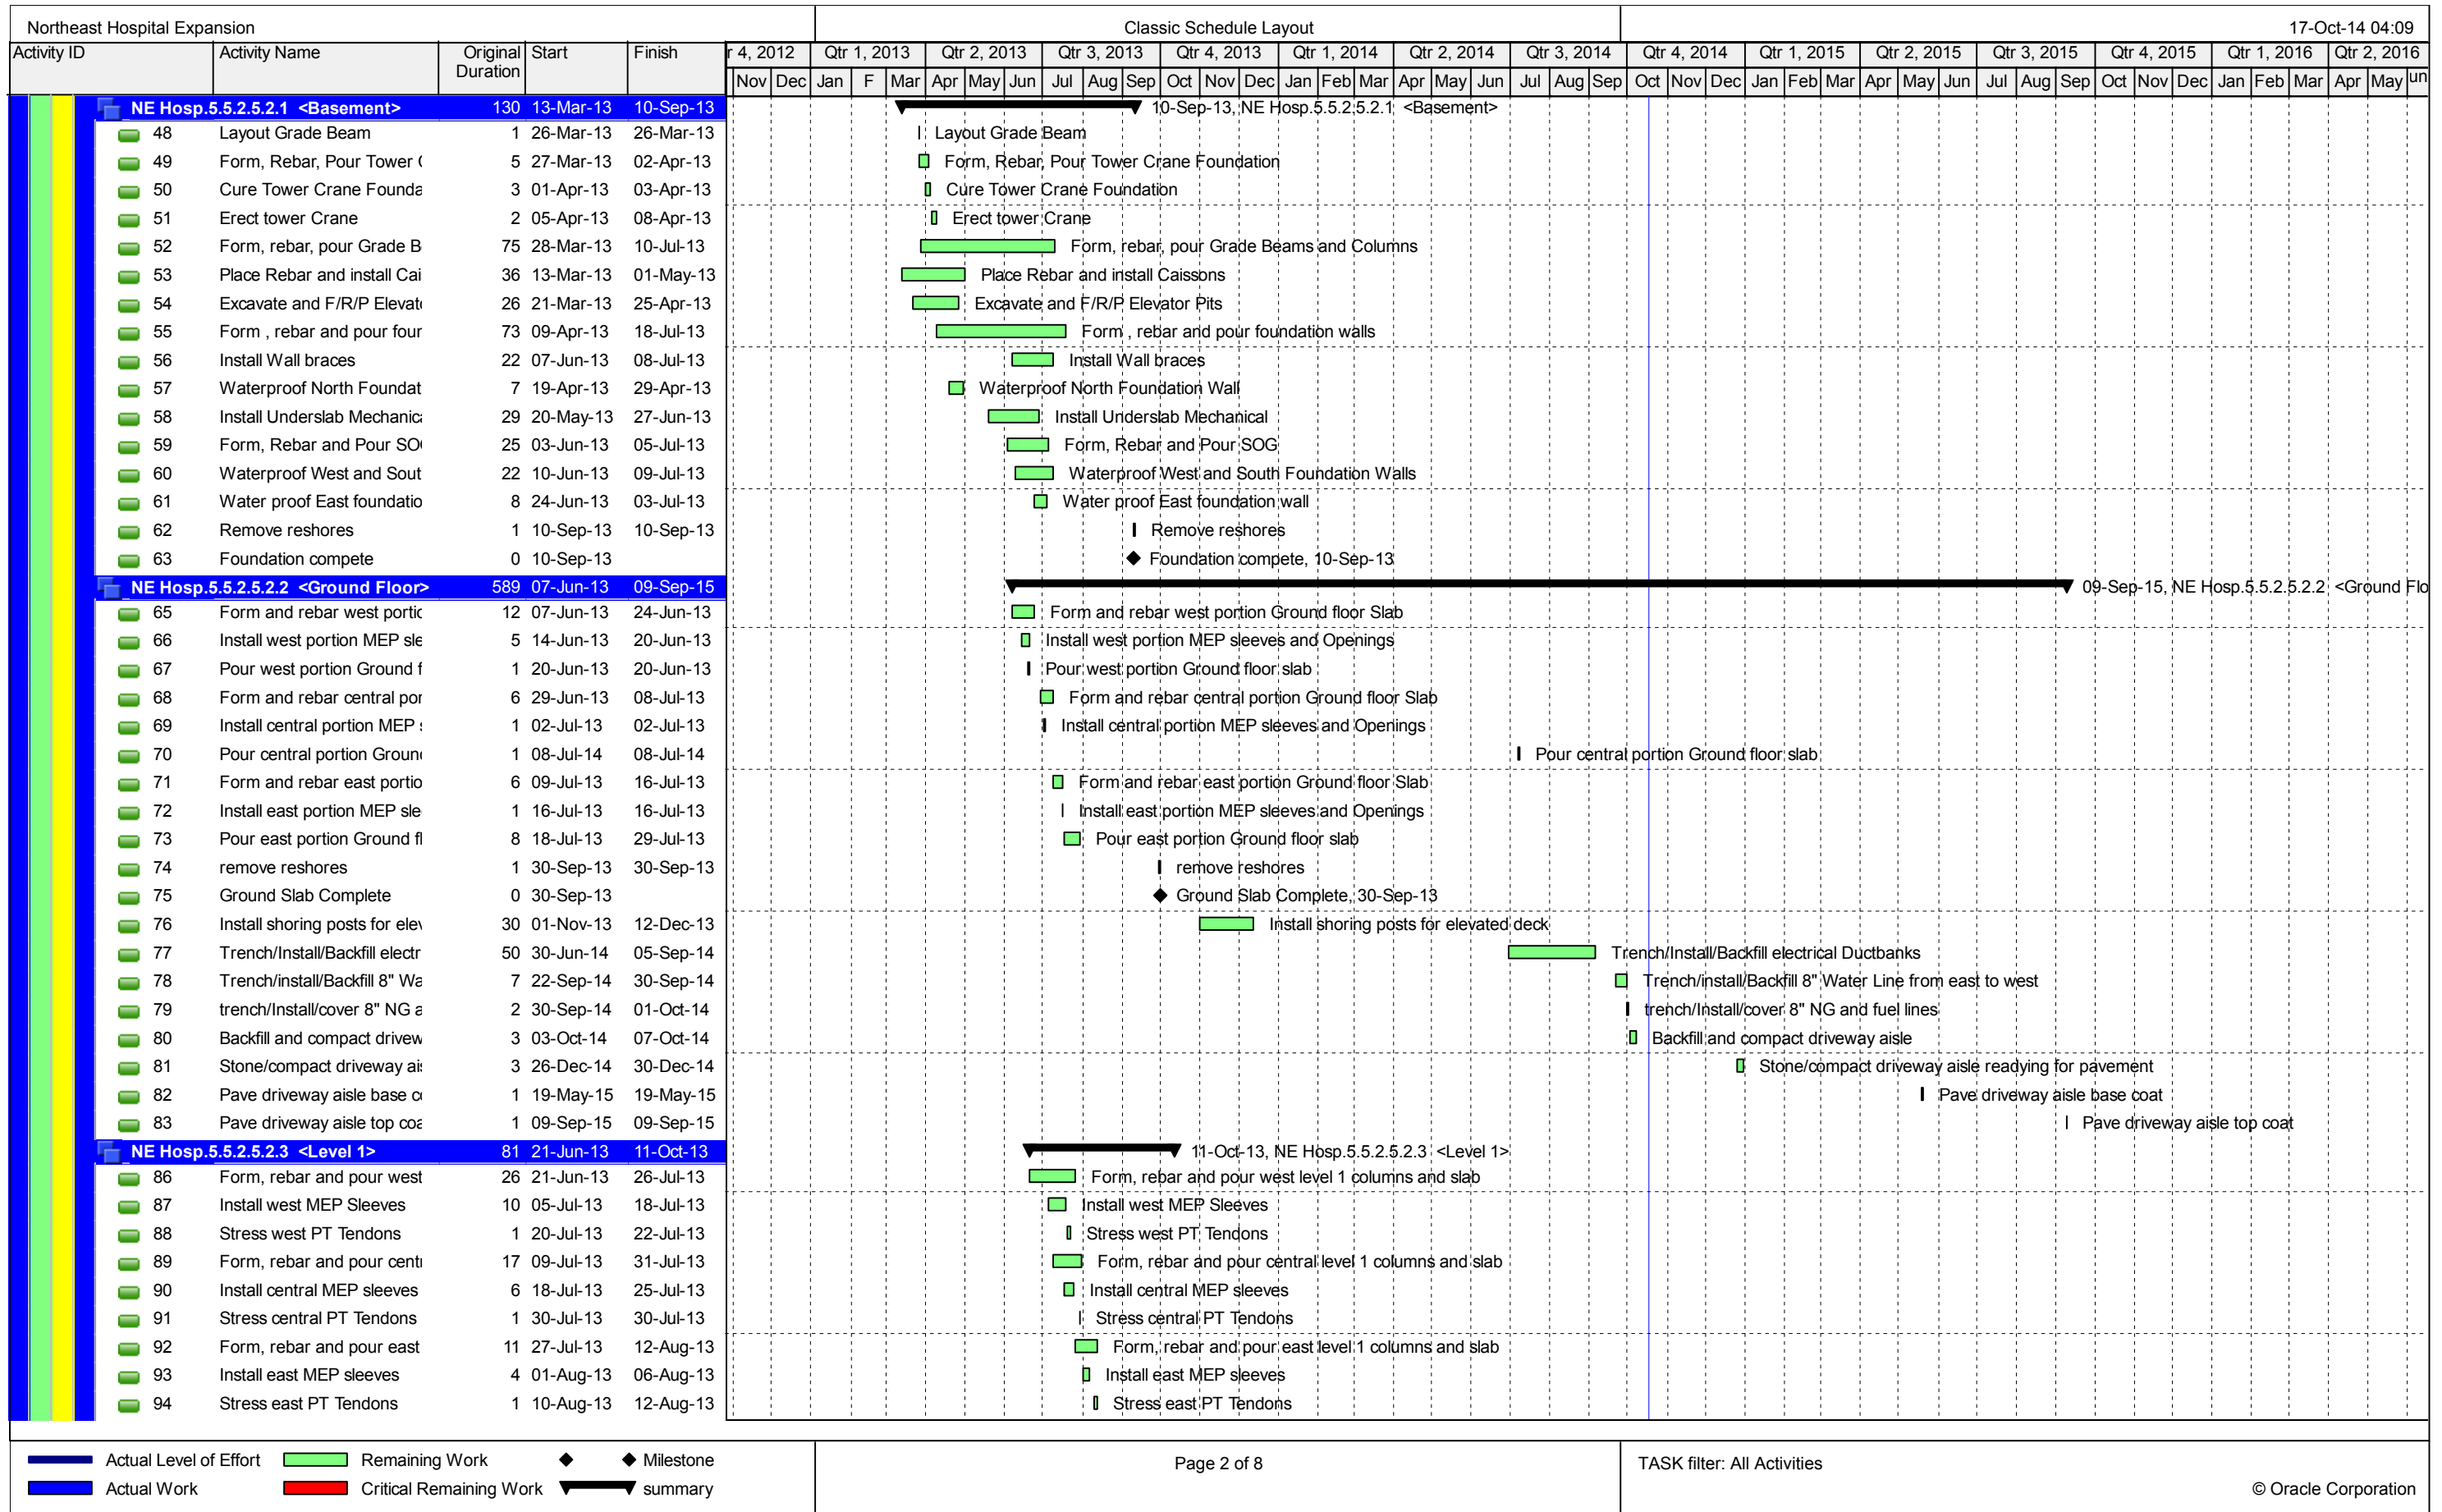 Northeast Hospital Expansion Classic Schedule Layout 17-Oct-14 04:09
Activity ID Activity Name Original Duration Start Finish
r 4, 2012 Qtr 1, 2013 Qtr 2, 2013 Qtr 3, 2013 Qtr 4, 2013 Qtr 1, 2014 Qtr 2, 2014 Qtr 3, 2014 Qtr 4, 2014 Qtr 1, 2015 Qtr 2, 2015 Qtr 3, 2015 Qtr 4, 2015 Qtr 1, 2016 Qtr 2, 2016
Nov Dec Jan F Mar Apr May Jun Jul Aug Sep Oct Nov Dec Jan Feb Mar Apr May Jun Jul Aug Sep Oct Nov Dec Jan Feb Mar Apr May Jun Jul Aug Sep Oct Nov Dec Jan Feb Mar Apr May un
NE Hosp.5.5.2.5.2.1 <Basement> 130 13-Mar-13 10-Sep-13 10-Sep-13, NE Hosp.5.5.2.5.2.1 <Basement>
48 Layout Grade Beam 1 26-Mar-13 26-Mar-13 Layout Grade Beam
49 Form, Rebar, Pour Tower ( 5 27-Mar-13 02-Apr-13 Form, Rebar, Pour Tower Crane Foundation
50 Cure Tower Crane Founda 3 01-Apr-13 03-Apr-13 Cure Tower Crane Foundation
51 Erect tower Crane 2 05-Apr-13 08-Apr-13 Erect tower Crane
52 Form, rebar, pour Grade B 75 28-Mar-13 10-Jul-13 Form, rebar, pour Grade Beams and Columns
53 Place Rebar and install Cai 36 13-Mar-13 01-May-13 Place Rebar and install Caissons
54 Excavate and F/R/P Elevat 26 21-Mar-13 25-Apr-13 Excavate and F/R/P Elevator Pits
55 Form , rebar and pour four 73 09-Apr-13 18-Jul-13 Form , rebar and pour foundation walls
56 Install Wall braces 22 07-Jun-13 08-Jul-13 Install Wall braces
57 Waterproof North Foundat 7 19-Apr-13 29-Apr-13 Waterproof North Foundation Wall
58 Install Underslab Mechanic 29 20-May-13 27-Jun-13 Install Underslab Mechanical
59 Form, Rebar and Pour SO 25 03-Jun-13 05-Jul-13 Form, Rebar and Pour SOG
60 Waterproof West and Sout 22 10-Jun-13 09-Jul-13 Waterproof West and South Foundation Walls
61 Water proof East foundatio 8 24-Jun-13 03-Jul-13 Water proof East foundation wall
62 Remove reshores 1 10-Sep-13 10-Sep-13 Remove reshores
63 Foundation compete 0 10-Sep-13 Foundation compete, 10-Sep-13
NE Hosp.5.5.2.5.2.2 <Ground Floor> 589 07-Jun-13 09-Sep-15 09-Sep-15, NE Hosp.5.5.2.5.2.2 <Ground Flo
65 Form and rebar west portic 12 07-Jun-13 24-Jun-13 Form and rebar west portion Ground floor Slab
66 Install west portion MEP sle 5 14-Jun-13 20-Jun-13 Install west portion MEP sleeves and Openings
67 Pour west portion Ground f 1 20-Jun-13 20-Jun-13 Pour west portion Ground floor slab
68 Form and rebar central por 6 29-Jun-13 08-Jul-13 Form and rebar central portion Ground floor Slab
69 Install central portion MEP s 1 02-Jul-13 02-Jul-13 Install central portion MEP sleeves and Openings
70 Pour central portion Groun 1 08-Jul-14 08-Jul-14 Pour central portion Ground floor slab
71 Form and rebar east portio 6 09-Jul-13 16-Jul-13 Form and rebar east portion Ground floor Slab
72 Install east portion MEP sle 1 16-Jul-13 16-Jul-13 Install east portion MEP sleeves and Openings
73 Pour east portion Ground fl 8 18-Jul-13 29-Jul-13 Pour east portion Ground floor slab
74 remove reshores 1 30-Sep-13 30-Sep-13 remove reshores
75 Ground Slab Complete 0 30-Sep-13 Ground Slab Complete, 30-Sep-13
76 Install shoring posts for elev 30 01-Nov-13 12-Dec-13 Install shoring posts for elevated deck
77 Trench/Install/Backfill electr 50 30-Jun-14 05-Sep-14 Trench/Install/Backfill electrical Ductbanks
78 Trench/install/Backfill 8" Wa 7 22-Sep-14 30-Sep-14 Trench/install/Backfill 8" Water Line from east to west
79 trench/Install/cover 8" NG a 2 30-Sep-14 01-Oct-14 trench/Install/cover 8" NG and fuel lines
80 Backfill and compact drivew 3 03-Oct-14 07-Oct-14 Backfill and compact driveway aisle
81 Stone/compact driveway ai 3 26-Dec-14 30-Dec-14 Stone/compact driveway aisle readying for pavement
82 Pave driveway aisle base c 1 19-May-15 19-May-15 Pave driveway aisle base coat
83 Pave driveway aisle top coa 1 09-Sep-15 09-Sep-15 Pave driveway aisle top coat
NE Hosp.5.5.2.5.2.3 <Level 1> 81 21-Jun-13 11-Oct-13 11-Oct-13, NE Hosp.5.5.2.5.2.3 <Level 1>
86 Form, rebar and pour west 26 21-Jun-13 26-Jul-13 Form, rebar and pour west level 1 columns and slab
87 Install west MEP Sleeves 10 05-Jul-13 18-Jul-13 Install west MEP Sleeves
88 Stress west PT Tendons 1 20-Jul-13 22-Jul-13 Stress west PT Tendons
89 Form, rebar and pour centr 17 09-Jul-13 31-Jul-13 Form, rebar and pour central level 1 columns and slab
90 Install central MEP sleeves 6 18-Jul-13 25-Jul-13 Install central MEP sleeves
91 Stress central PT Tendons 1 30-Jul-13 30-Jul-13 Stress central PT Tendons
92 Form, rebar and pour east 11 27-Jul-13 12-Aug-13 Form, rebar and pour east level 1 columns and slab
93 Install east MEP sleeves 4 01-Aug-13 06-Aug-13 Install east MEP sleeves
94 Stress east PT Tendons 1 10-Aug-13 12-Aug-13 Stress east PT Tendons
Actual Level of Effort Remaining Work Milestone Page 2 of 8 TASK filter: All Activities
Actual Work Critical Remaining Work summary © Oracle Corporation